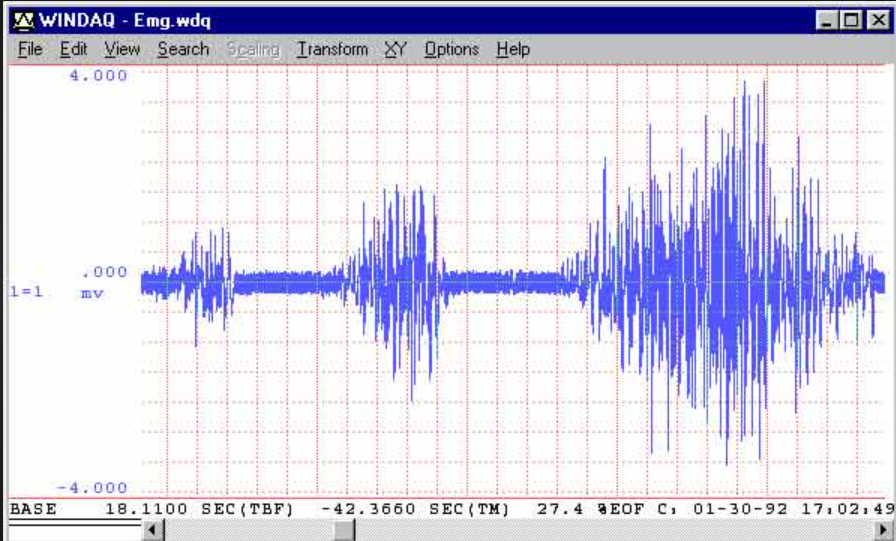 WINDAQ - Emg.wdq
File Edit View Search Scaling Transform XY Options Help
4.000
.000
1=1 mv
-4.000
BASE 18.1100 SEC(TBF) -42.3660 SEC(TM) 27.4 %EOF C: 01-30-92 17:02:49